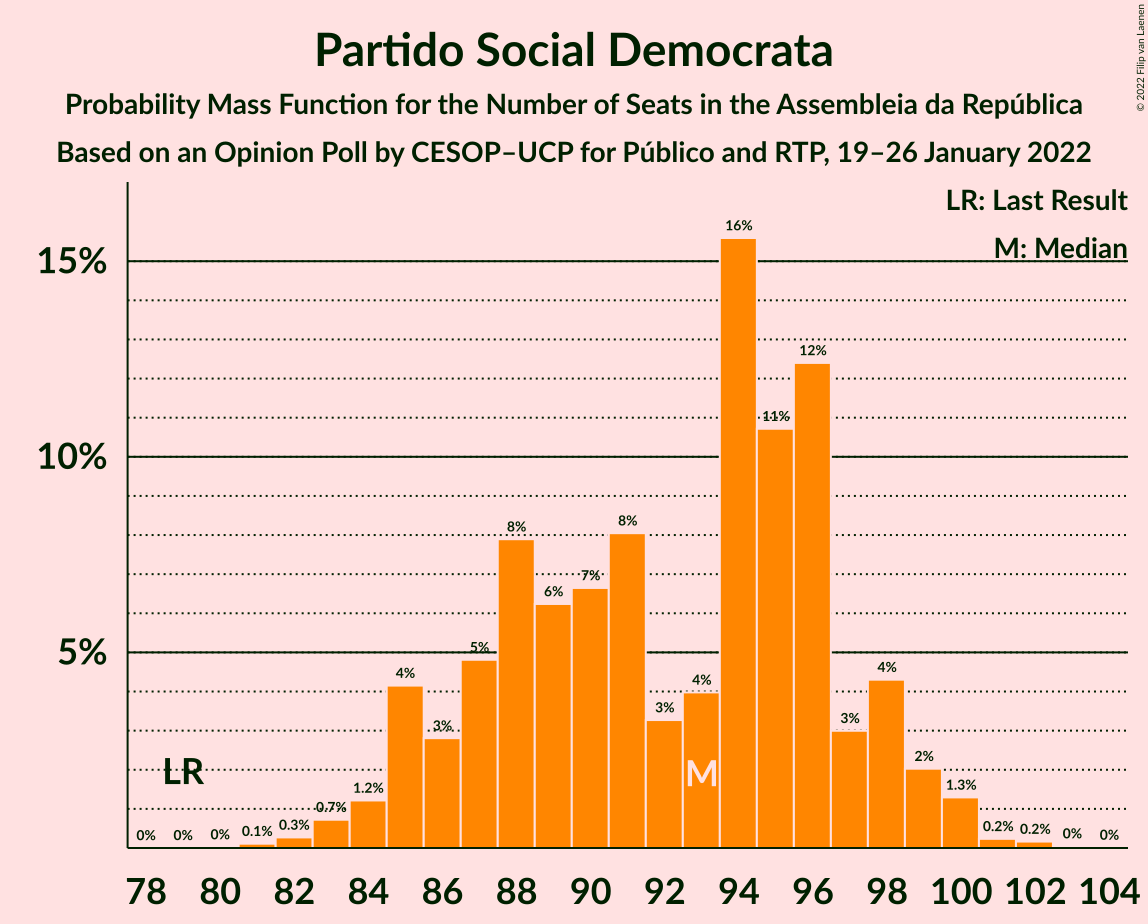 Partido Social Democrata
Probability Mass Function for the Number of Seats in the Assembleia da República
Based on an Opinion Poll by CESOP–UCP for Público and RTP, 19–26 January 2022
© 2022 Filip van Laenen
LR: Last Result
M: Median
15%
10%
5%
0% 0% 0% 0.1% 0.3% 0.7% 1.2% 4% 3% 5% 8% 6% 7% 8% 3% 4% 16% 11% 12% 3% 4% 2% 1.3% 0.2% 0.2% 0% 0%
LR
M
78 80 82 84 86 88 90 92 94 96 98 100 102 104